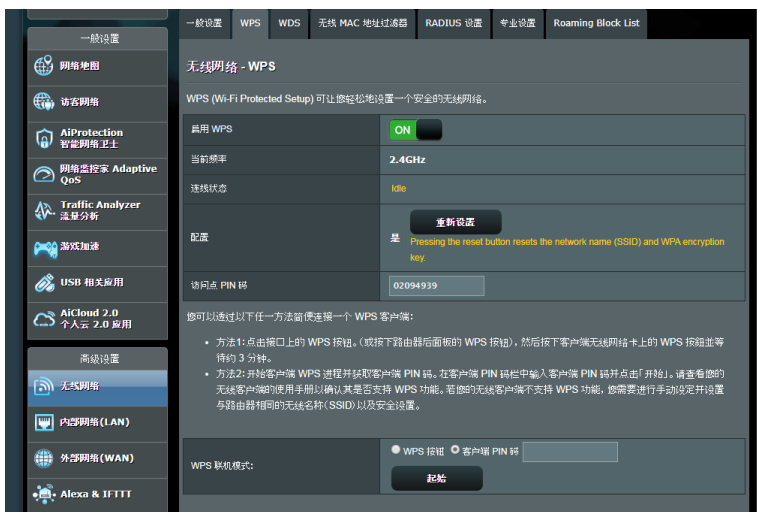 一般设置
网络地图
访客网络
AiProtection
智能网络卫士
网络监控家 Adaptive
QoS
Traffic Analyzer
流量分析
游戏加速
USB 相关应用
AiCloud 2.0
个人云 2.0 应用
高级设置
无线网络
内部网络(LAN)
外部网络(WAN)
Alexa & IFTTT
一般设置 WPS WDS 无线 MAC 地址过滤器 RADIUS 设置 专业设置 Roaming Block List
无线网络 - WPS
WPS (Wi-Fi Protected Setup) 可让您轻松地设置一个安全的无线网络。
启用 WPS ON
当前频率 2.4GHz
连线状态 Idle
配置 是 重新设置
Pressing the reset button resets the network name (SSID) and WPA encryption
key.
访问点 PIN 码 02094939
您可以透过以下任一方法简便连接一个 WPS 客户端:
• 方法1:点击接口上的 WPS 按钮。(或按下路由器后面板的 WPS 按钮), 然后按下客户端无线网络卡上的 WPS 按鈕並等
待约 3 分钟。
• 方法2:开始客户端 WPS 进程并获取客户端 PIN 码。在客户端 PIN 码栏中输入客户端 PIN 码并点击「开始」。请查看您的
无线客户端的使用手册以确认其是否支持 WPS 功能。若您的无线客户端不支持 WPS 功能, 您需要进行手动设定并设置
与路由器相同的无线名称(SSID)以及安全设置。
WPS 联机模式: WPS 按钮 客户端 PIN 码
起始